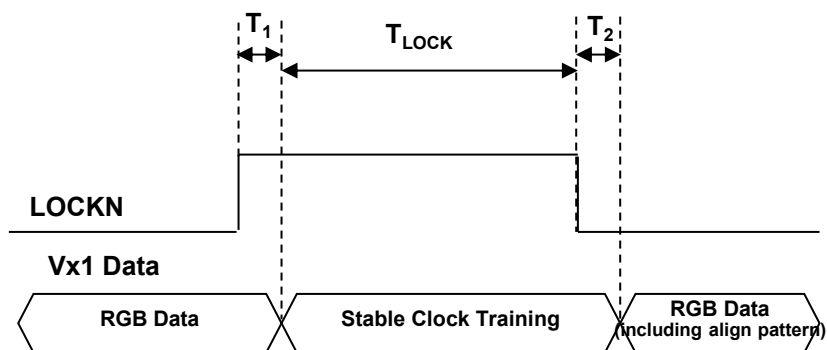 T1
TLOCK
T2
LOCKN
Vx1 Data
RGB Data
Stable Clock Training
RGB Data
(including align pattern)